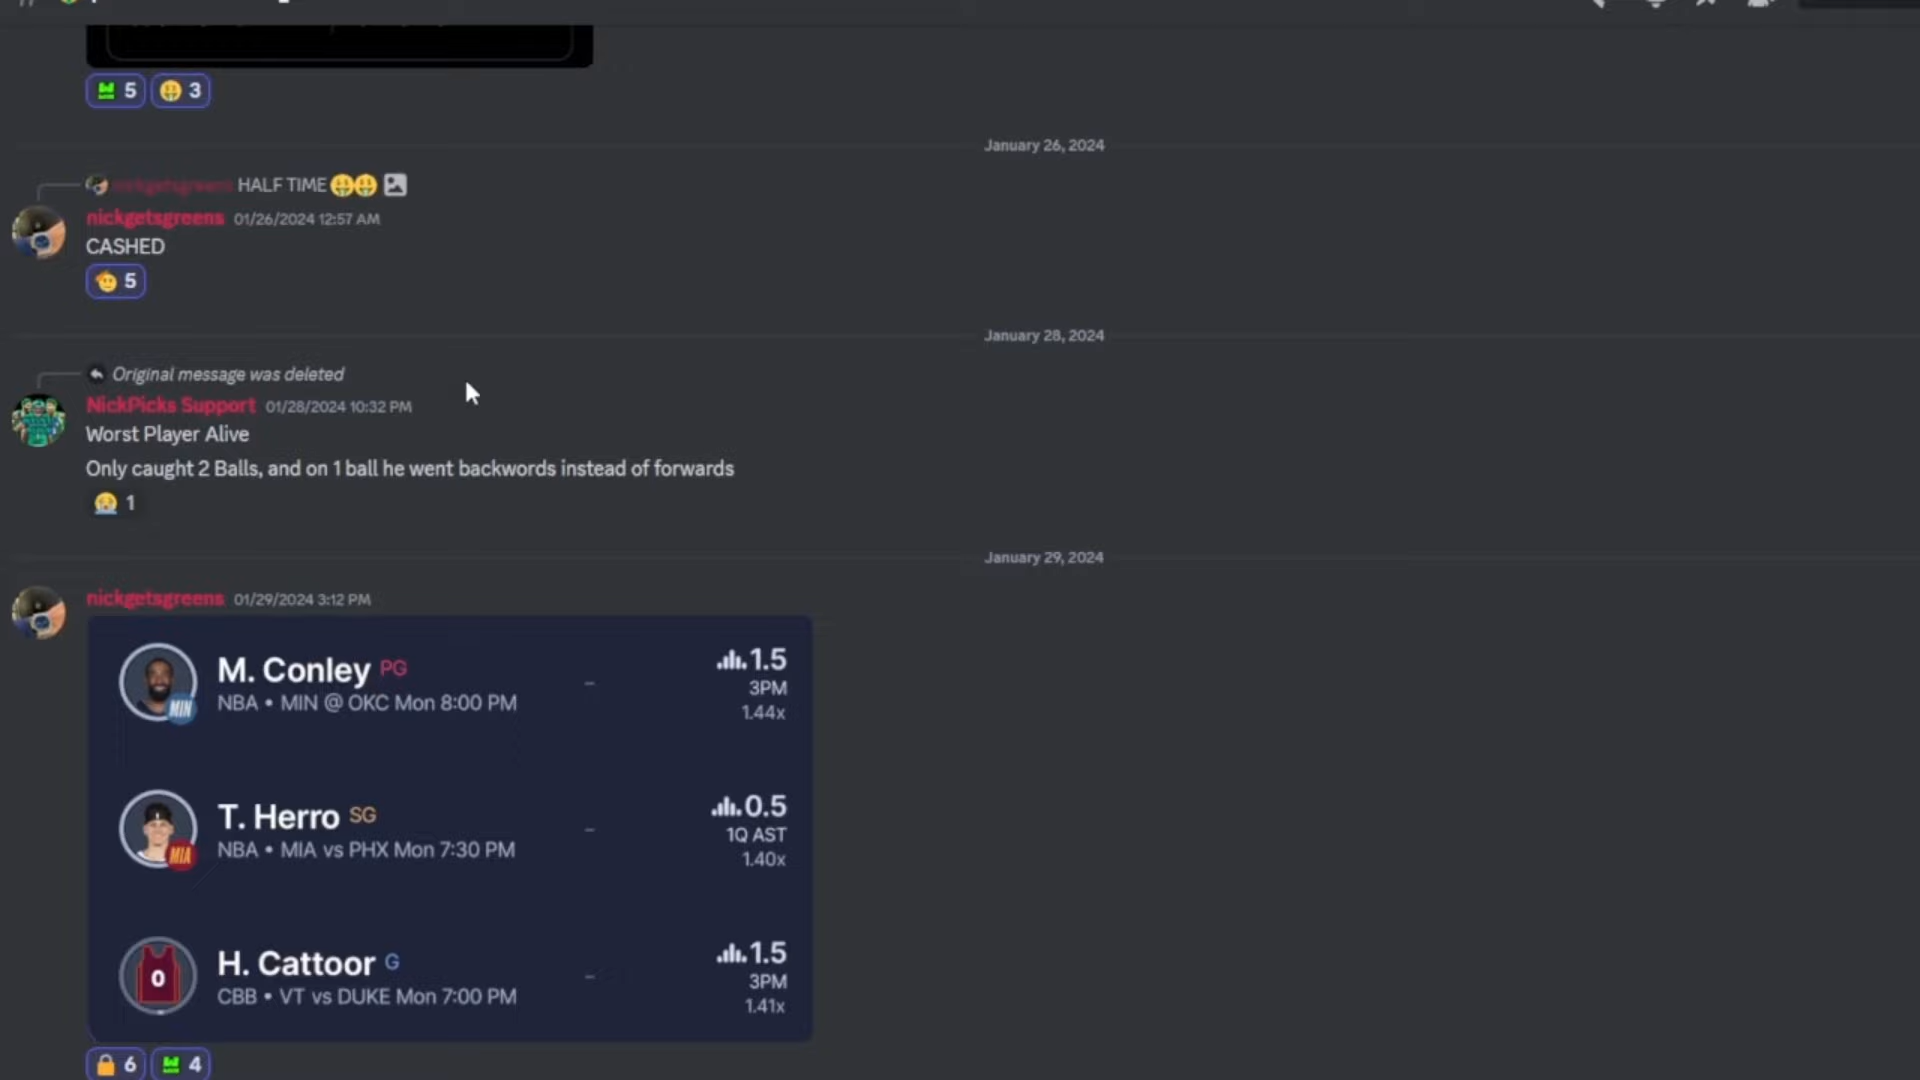 5 3
January 26, 2024
nickgetsgreens HALF TIME
nickgetsgreens 01/26/2024 12:57 AM
CASHED
5
January 28, 2024
Original message was deleted
NickPicks Support 01/28/2024 10:32 PM
Worst Player Alive
Only caught 2 Balls, and on 1 ball he went backwords instead of forwards
1
January 29, 2024
nickgetsgreens 01/29/2024 3:12 PM
M. Conley PG
1.5
MIN
NBA • MIN @ OKC Mon 8:00 PM
-
3PM
1.44x
T. Herro SG
0.5
MIA
NBA • MIA vs PHX Mon 7:30 PM
-
1Q AST
1.40x
H. Cattoor G
1.5
0
CBB • VT vs DUKE Mon 7:00 PM
-
3PM
1.41x
6 4